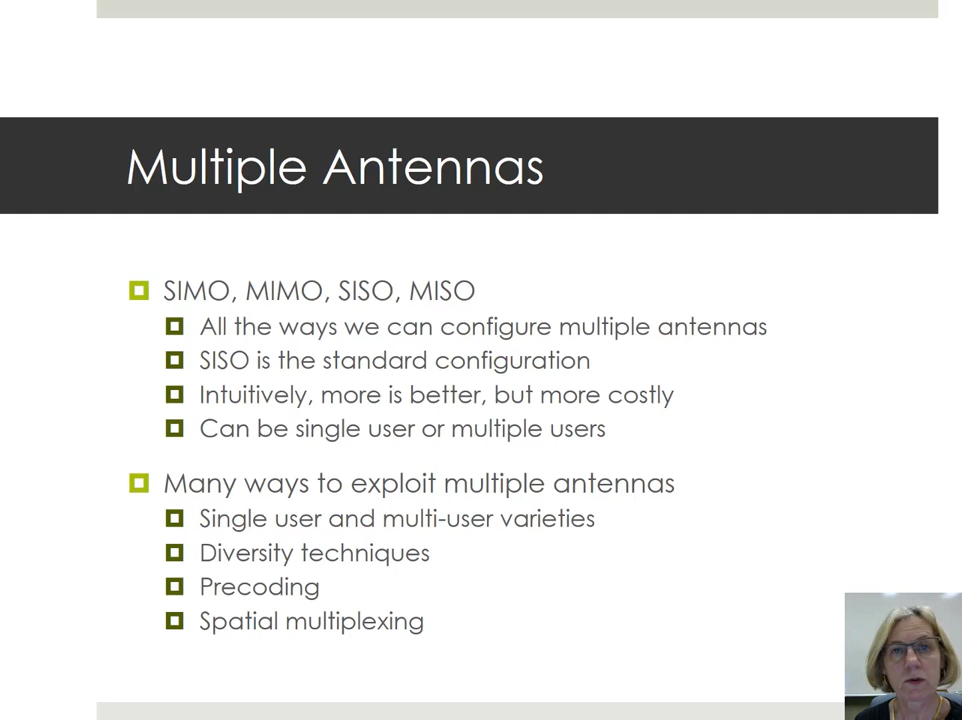 Multiple Antennas
SIMO, MIMO, SISO, MISO
All the ways we can configure multiple antennas
SISO is the standard configuration
Intuitively, more is better, but more costly
Can be single user or multiple users
Many ways to exploit multiple antennas
Single user and multi-user varieties
Diversity techniques
Precoding
Spatial multiplexing